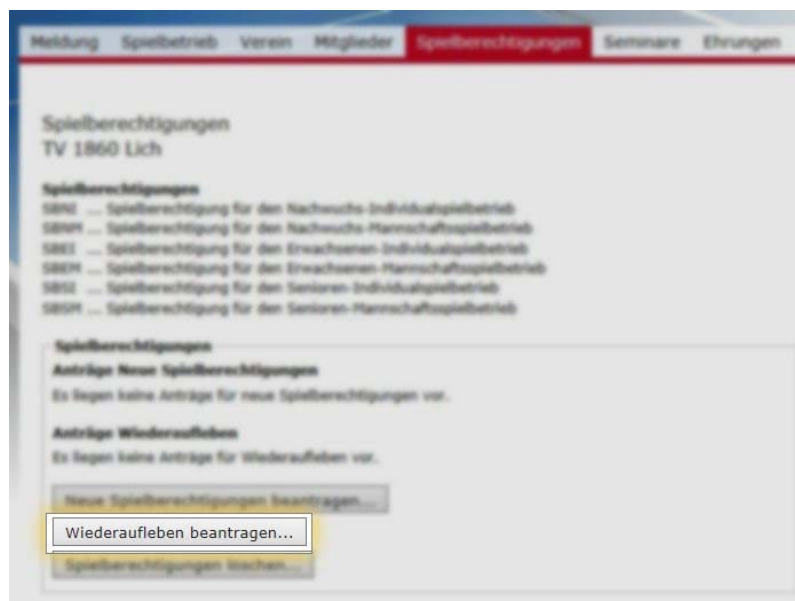 Meldung Spielbetrieb Verein Mitglieder Spielberechtigungen Seminare Ehrungen
Spielberechtigungen
TV 1860 Lich
Spielberechtigungen
SBNI ... Spielberechtigung für den Nachwuchs-Individualspielbetrieb
SBNM ... Spielberechtigung für den Nachwuchs-Mannschaftsspielbetrieb
SBEI ... Spielberechtigung für den Erwachsenen-Individualspielbetrieb
SBEM ... Spielberechtigung für den Erwachsenen-Mannschaftsspielbetrieb
SBSI ... Spielberechtigung für den Senioren-Individualspielbetrieb
SBSM ... Spielberechtigung für den Senioren-Mannschaftsspielbetrieb
Spielberechtigungen
Anträge Neue Spielberechtigungen
Es liegen keine Anträge für neue Spielberechtigungen vor.
Anträge Wiederaufleben
Es liegen keine Anträge für Wiederaufleben vor.
Neue Spielberechtigungen beantragen...
Wiederaufleben beantragen...
Spielberechtigungen löschen...